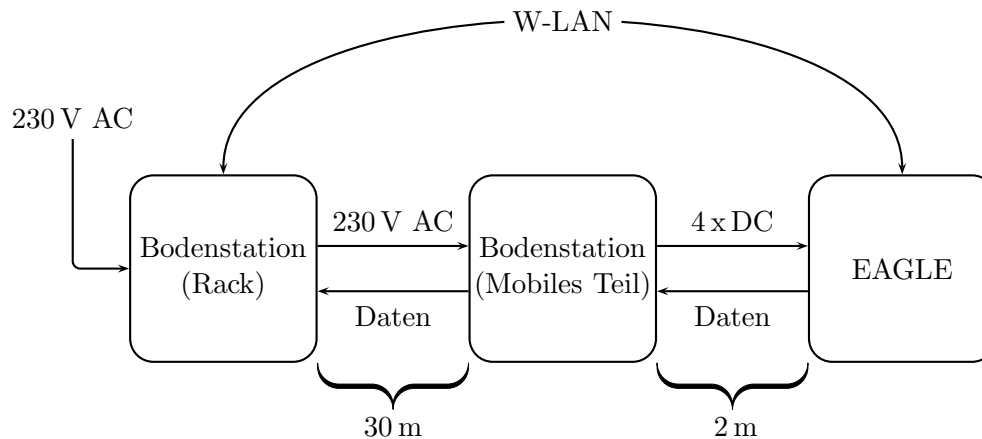 W-LAN
230 V AC
230 V AC
4 x DC
Bodenstation
(Rack)
Bodenstation
(Mobiles Teil)
EAGLE
Daten
Daten
30 m
2 m